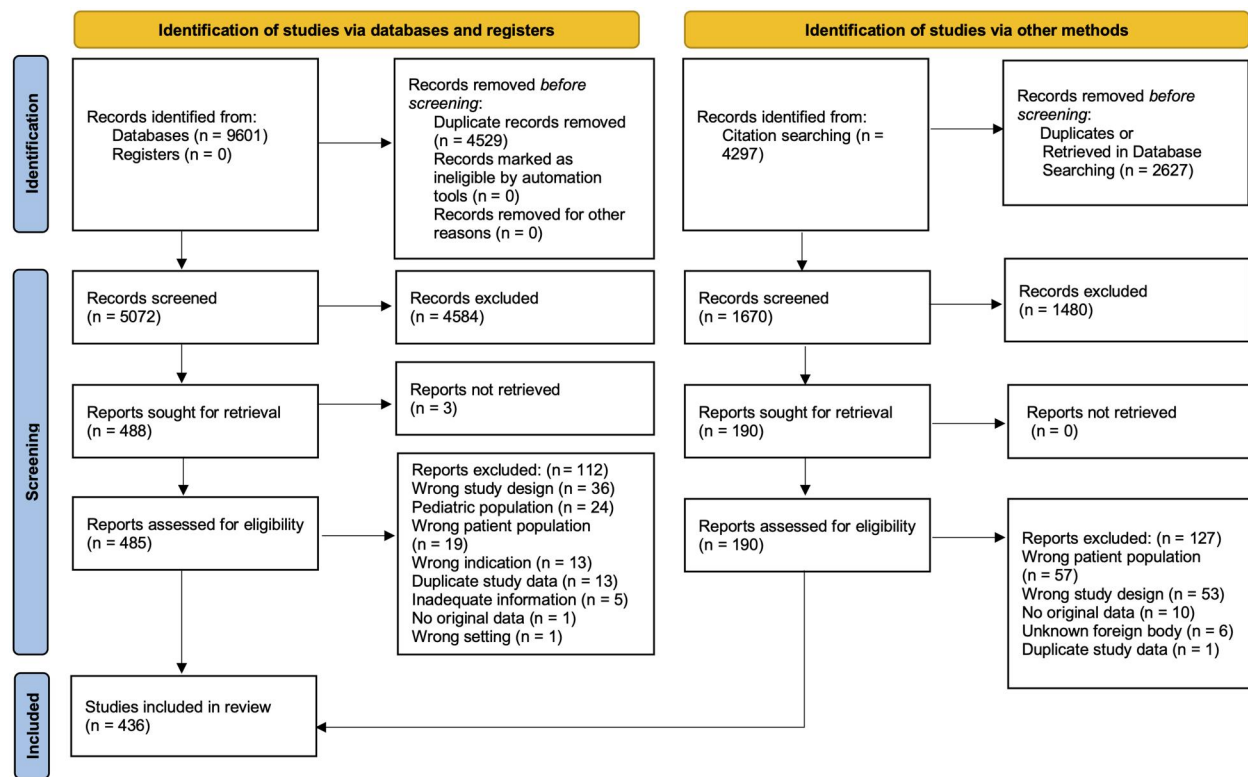 Identification of studies via databases and registers
Identification of studies via other methods
Identification
Records identified from:
Databases (n = 9601)
Registers (n = 0)
Records removed before
screening:
Duplicate records removed
(n = 4529)
Records marked as
ineligible by automation
tools (n = 0)
Records removed for other
reasons (n = 0)
Records identified from:
Citation searching (n =
4297)
Records removed before
screening:
Duplicates or
Retrieved in Database
Searching (n = 2627)
Screening
Records screened
(n = 5072)
Records excluded
(n = 4584)
Records screened
(n = 1670)
Records excluded
(n = 1480)
Reports sought for retrieval
(n = 488)
Reports not retrieved
(n = 3)
Reports sought for retrieval
(n = 190)
Reports not retrieved
(n = 0)
Reports assessed for eligibility
(n = 485)
Reports excluded: (n = 112)
Wrong study design (n = 36)
Pediatric population (n = 24)
Wrong patient population
(n = 19)
Wrong indication (n = 13)
Duplicate study data (n = 13)
Inadequate information (n = 5)
No original data (n = 1)
Wrong setting (n = 1)
Reports assessed for eligibility
(n = 190)
Reports excluded: (n = 127)
Wrong patient population
(n = 57)
Wrong study design (n = 53)
No original data (n = 10)
Unknown foreign body (n = 6)
Duplicate study data (n = 1)
Included
Studies included in review
(n = 436)